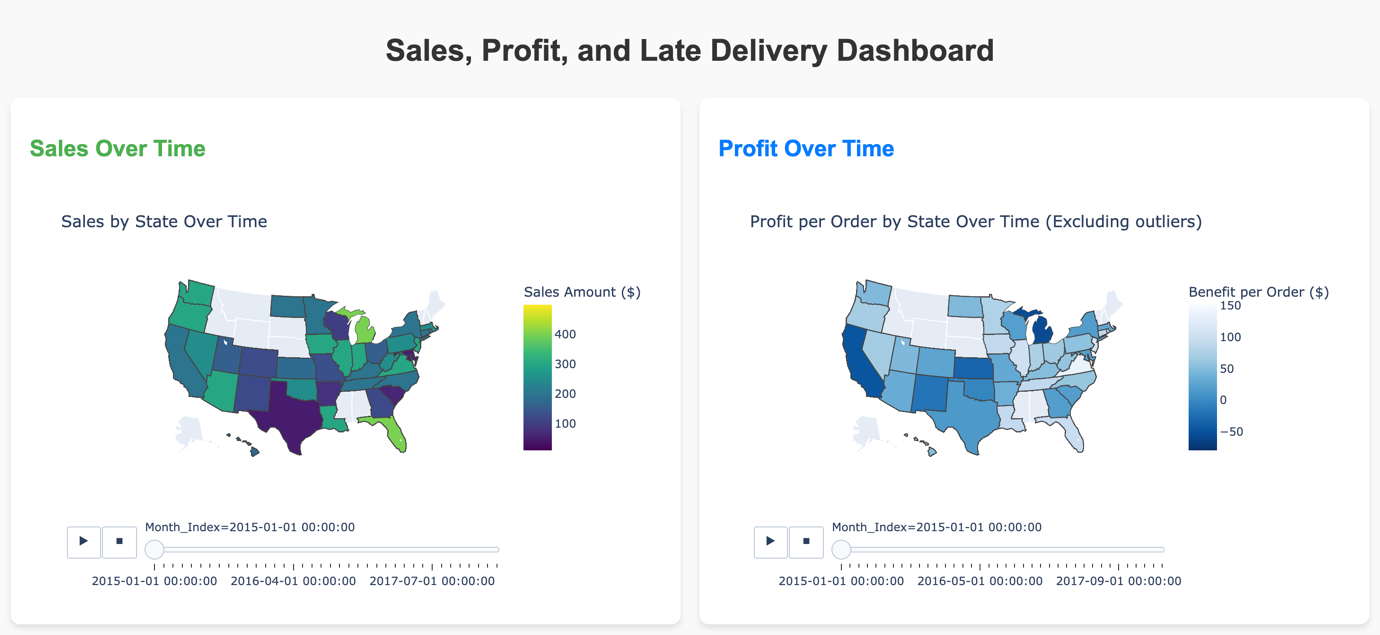 Sales, Profit, and Late Delivery Dashboard
Sales Over Time
Sales by State Over Time
Sales Amount ($)
400
300
200
100
▶
■
Month_Index=2015-01-01 00:00:00
2015-01-01 00:00:00
2016-04-01 00:00:00
2017-07-01 00:00:00
Profit Over Time
Profit per Order by State Over Time (Excluding outliers)
Benefit per Order ($)
150
100
50
0
−50
▶
■
Month_Index=2015-01-01 00:00:00
2015-01-01 00:00:00
2016-05-01 00:00:00
2017-09-01 00:00:00